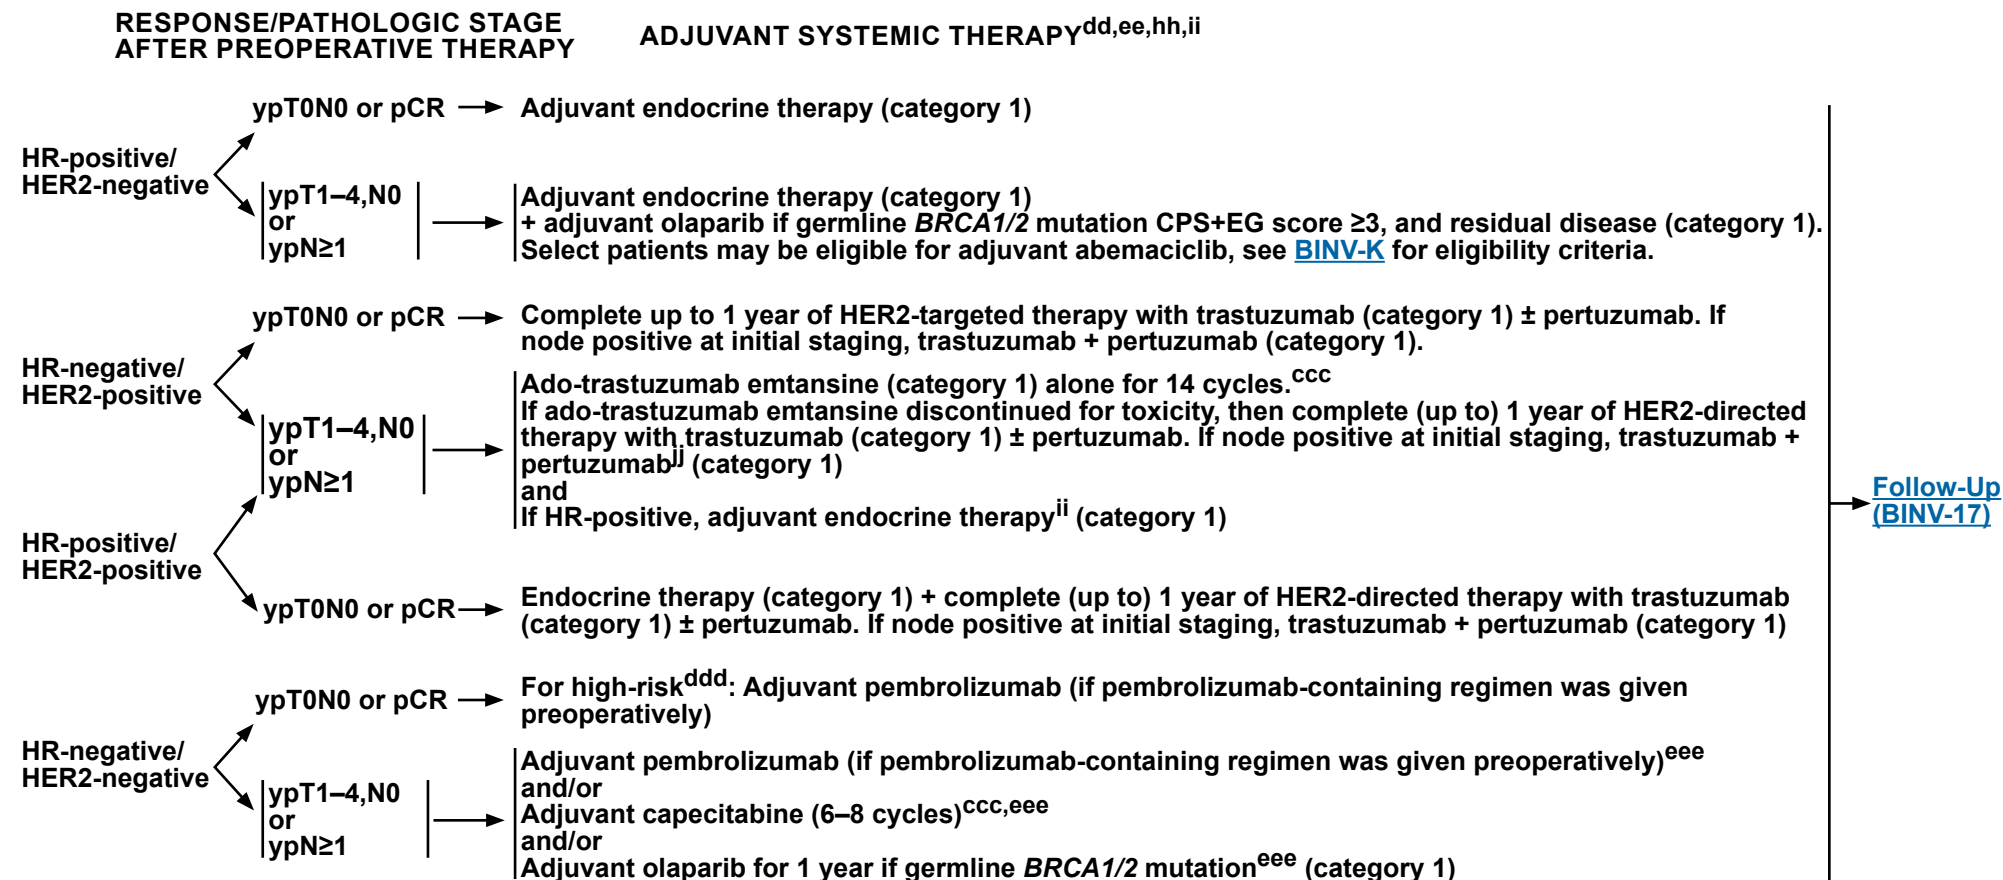 RESPONSE/PATHOLOGIC STAGE
AFTER PREOPERATIVE THERAPY
ADJUVANT SYSTEMIC THERAPYdd,ee,hh,ii
HR-positive/
HER2-negative
ypT0N0 or pCR
Adjuvant endocrine therapy (category 1)
ypT1–4,N0
or
ypN≥1
Adjuvant endocrine therapy (category 1)
+ adjuvant olaparib if germline BRCA1/2 mutation CPS+EG score ≥3, and residual disease (category 1).
Select patients may be eligible for adjuvant abemaciclib, see BINV-K for eligibility criteria.
HR-negative/
HER2-positive
ypT0N0 or pCR
Complete up to 1 year of HER2-targeted therapy with trastuzumab (category 1) ± pertuzumab. If
node positive at initial staging, trastuzumab + pertuzumab (category 1).
ypT1–4,N0
or
ypN≥1
Ado-trastuzumab emtansine (category 1) alone for 14 cycles.ccc
If ado-trastuzumab emtansine discontinued for toxicity, then complete (up to) 1 year of HER2-directed
therapy with trastuzumab (category 1) ± pertuzumab. If node positive at initial staging, trastuzumab +
pertuzumabjj (category 1)
and
If HR-positive, adjuvant endocrine therapyii (category 1)
HR-positive/
HER2-positive
ypT0N0 or pCR
Endocrine therapy (category 1) + complete (up to) 1 year of HER2-directed therapy with trastuzumab
(category 1) ± pertuzumab. If node positive at initial staging, trastuzumab + pertuzumab (category 1)
HR-negative/
HER2-negative
ypT0N0 or pCR
For high-riskddd: Adjuvant pembrolizumab (if pembrolizumab-containing regimen was given
preoperatively)
ypT1–4,N0
or
ypN≥1
Adjuvant pembrolizumab (if pembrolizumab-containing regimen was given preoperatively)eee
and/or
Adjuvant capecitabine (6–8 cycles)ccc,eee
and/or
Adjuvant olaparib for 1 year if germline BRCA1/2 mutationeee (category 1)
Follow-Up
(BINV-17)